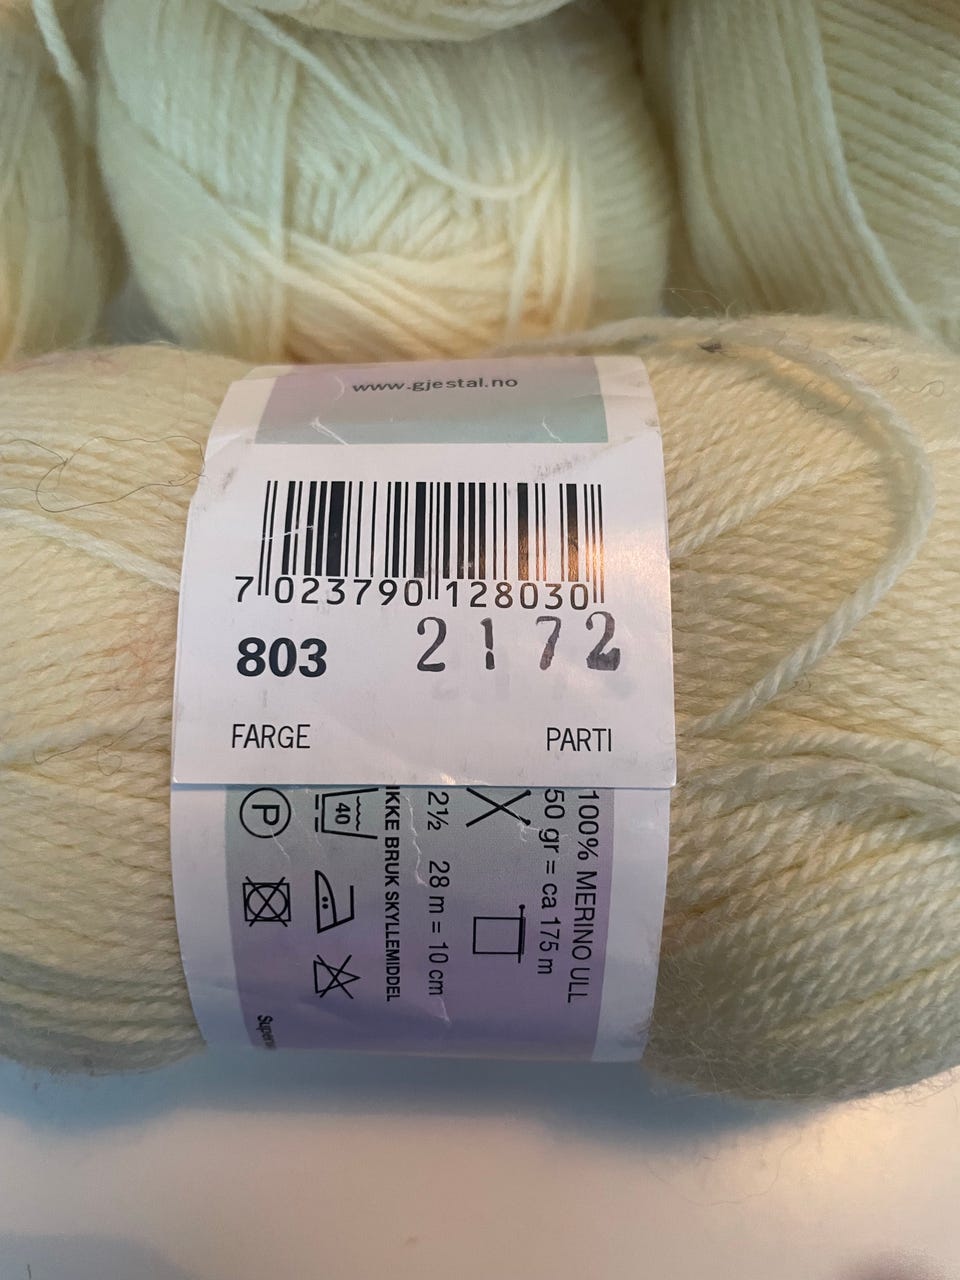 www.gjestal.no
7 023790 128030
803 2172
FARGE PARTI
100% MERINO ULL
50 gr = ca 175 m
2½ 28 m = 10 cm
IKKE BRUK SKYLLEMIDDEL
40
P